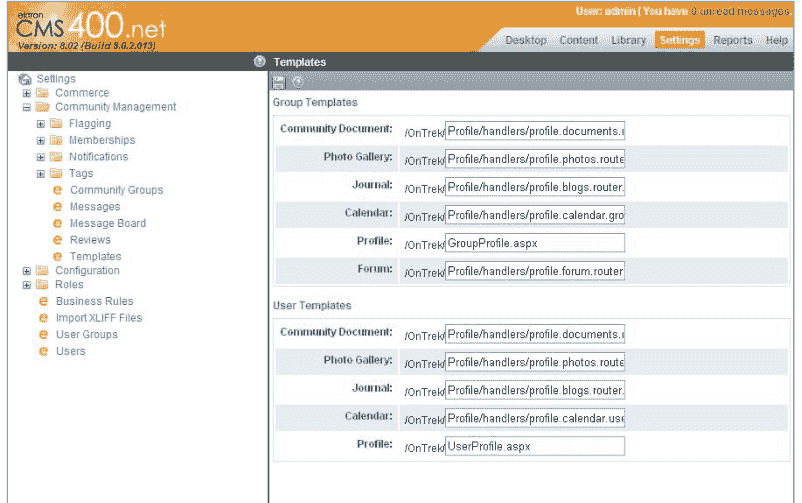 ektron
CMS400.net
Version: 8.02 (Build 8.0.2.013)
User: admin | You have 0 unread messages
Desktop Content Library Settings Reports Help
Templates
Settings
Commerce
Community Management
Flagging
Memberships
Notifications
Tags
Community Groups
Messages
Message Board
Reviews
Templates
Configuration
Roles
Business Rules
Import XLIFF Files
User Groups
Users
Group Templates
Community Document: /OnTrek/ Profile/handlers/profile.documents.
Photo Gallery: /OnTrek/ Profile/handlers/profile.photos.route
Journal: /OnTrek/ Profile/handlers/profile.blogs.router.
Calendar: /OnTrek/ Profile/handlers/profile.calendar.gro
Profile: /OnTrek/ GroupProfile.aspx
Forum: /OnTrek/ Profile/handlers/profile.forum.router
User Templates
Community Document: /OnTrek/ Profile/handlers/profile.documents.
Photo Gallery: /OnTrek/ Profile/handlers/profile.photos.route
Journal: /OnTrek/ Profile/handlers/profile.blogs.router.
Calendar: /OnTrek/ Profile/handlers/profile.calendar.use
Profile: /OnTrek/ UserProfile.aspx